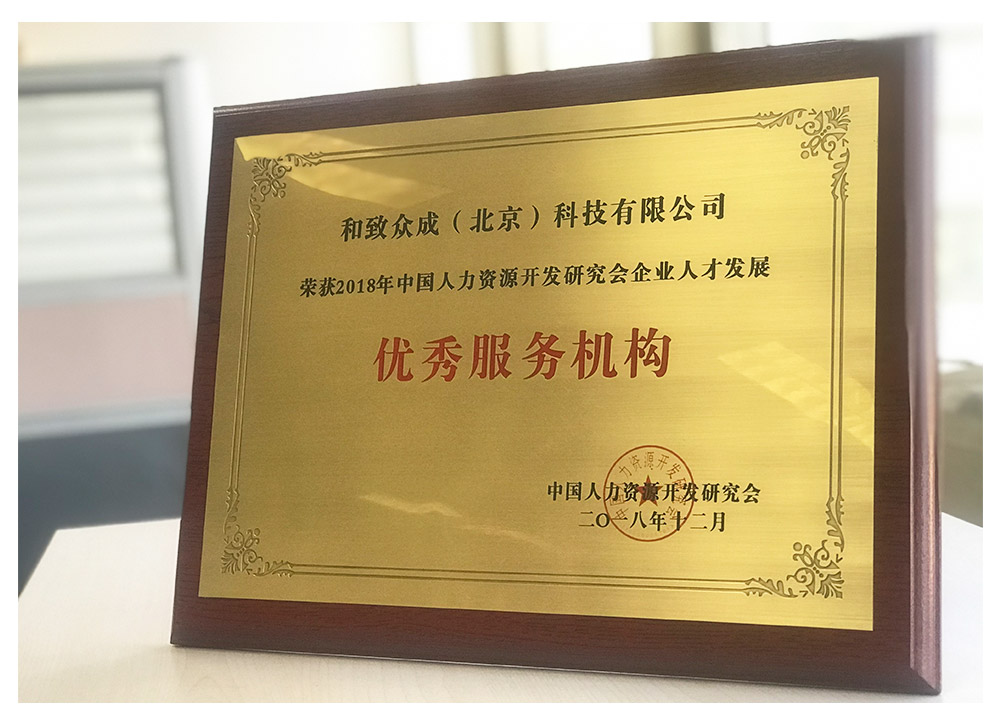 和致众成（北京）科技有限公司
荣获2018年中国人力资源开发研究会企业人才发展
优秀服务机构
中国人力资源开发研究会
二〇一八年十二月